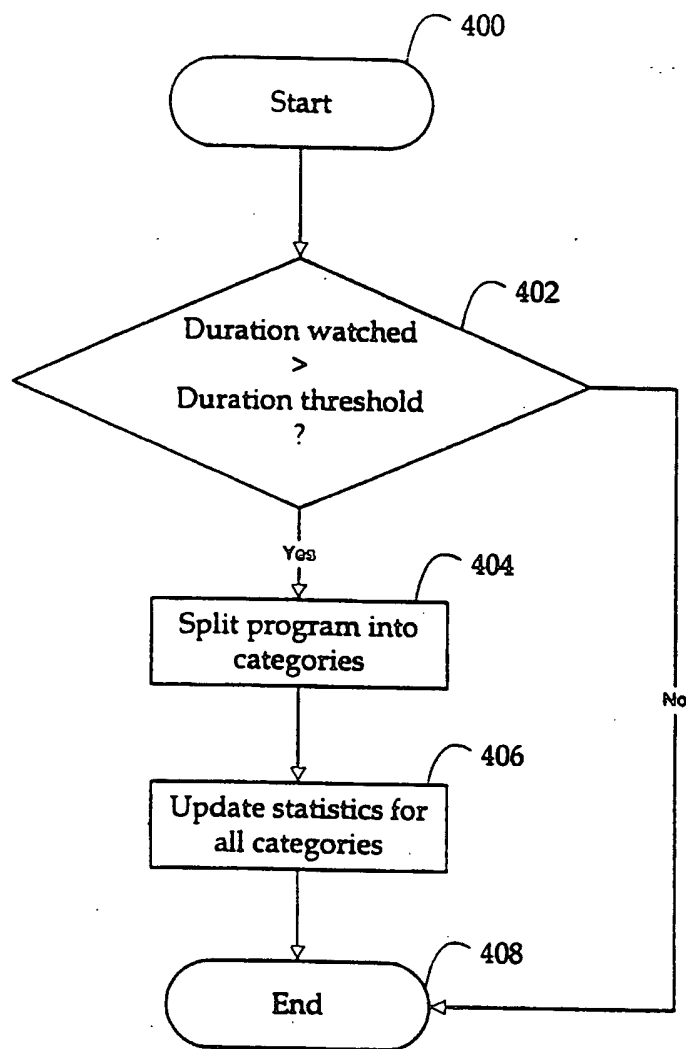 400
Start
402
Duration watched
>
Duration threshold
?
Yes
404
Split program into
categories
No
406
Update statistics for
all categories
408
End